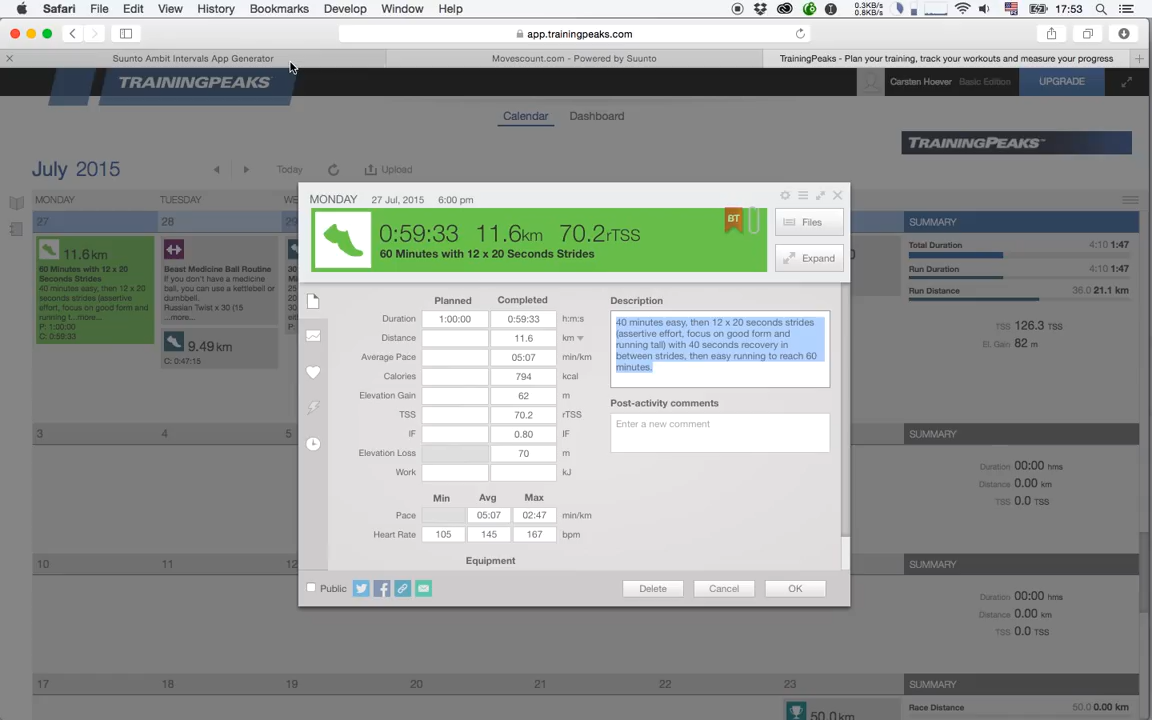 Safari File Edit View History Bookmarks Develop Window Help
0.3KB/s
0.8KB/s
17:53
app.trainingpeaks.com
Suunto Ambit Intervals App Generator
Movescount.com - Powered by Suunto
TrainingPeaks - Plan your training, track your workouts and measure your progress
TRAININGPEAKS
Carsten Hoever Basic Edition
UPGRADE
Calendar
Dashboard
TRAININGPEAKS
July 2015
Today
Upload
MONDAY
TUESDAY
WE
SUMMARY
27
28
29
11.6km
60 Minutes with 12 x 20
Seconds Strides
40 minutes easy, then 12 x
20 seconds strides
(assertive effort, focus on
good form and
running t...more...
P: 1:00:00
C: 0:59:33
Beast Medicine Ball Routine
If you don't have a medicine
ball, you can use a kettlebell or
dumbbell.
Russian Twist x 30 (15
...more...
9.49km
C: 0:47:15
Total Duration 4:10 1:47
Run Duration 4:10 1:47
Run Distance 36.0 21.1 km
TSS 126.3 TSS
El. Gain 82 m
MONDAY 27 Jul, 2015 6:00 pm
0:59:33 11.6km 70.2rTSS
60 Minutes with 12 x 20 Seconds Strides
BT
Files
Expand
Planned Completed
Duration 1:00:00 0:59:33 h:m:s
Distance 11.6 km
Average Pace 05:07 min/km
Calories 794 kcal
Elevation Gain 62 m
TSS 70.2 rTSS
IF 0.80 IF
Elevation Loss 70 m
Work kJ
Min Avg Max
Pace 05:07 02:47 min/km
Heart Rate 105 145 167 bpm
Equipment
Description
40 minutes easy, then 12 x 20 seconds strides
(assertive effort, focus on good form and
running tall) with 40 seconds recovery in
between strides, then easy running to reach 60
minutes.
Post-activity comments
Enter a new comment
Public
Delete
Cancel
OK
3
4
5
SUMMARY
Duration 00:00 hms
Distance 0.00 km
TSS 0.0 TSS
10
11
12
SUMMARY
Duration 00:00 hms
Distance 0.00 km
TSS 0.0 TSS
17
18
19
20
21
22
23
SUMMARY
50.0km
Race Distance 50.0 0.00 km